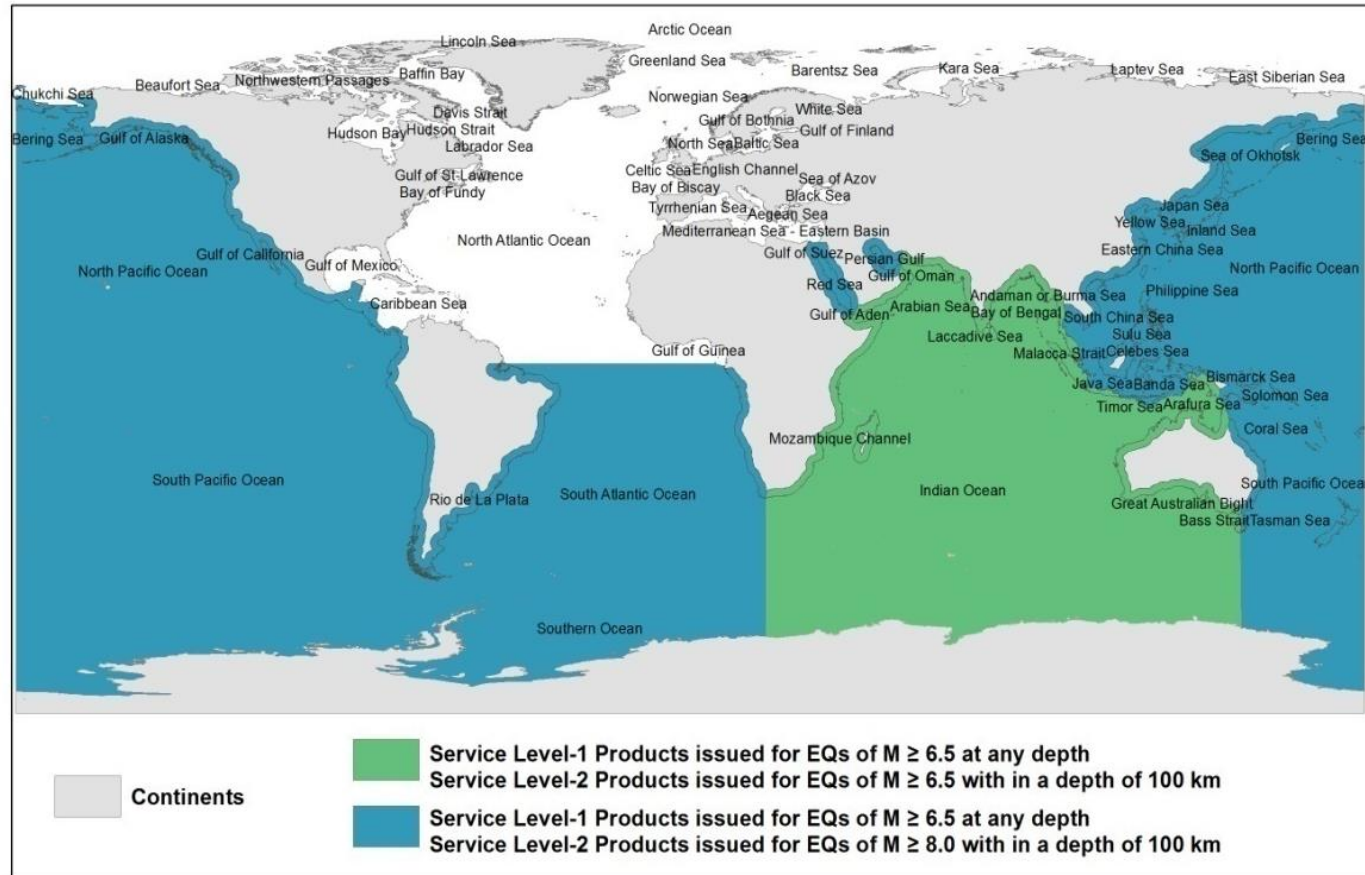 Arctic Ocean
Lincoln Sea
Greenland Sea
Baffin Bay
Barentsz Sea
Kara Sea
Laptev Sea
East Siberian Sea
Northwestern Passages
Beaufort Sea
Chukchi Sea
Norwegian Sea
White Sea
Davis Strait
Gulf of Bothnia
Hudson Strait
Gulf of Finland
Hudson Bay
Bering Sea
Gulf of Alaska
Labrador Sea
North Sea
Baltic Sea
Bering Sea
Sea of Okhotsk
Celtic Sea
English Channel
Gulf of St Lawrence
Sea of Azov
Bay of Biscay
Bay of Fundy
Black Sea
Tyrrhenian Sea
Aegean Sea
Japan Sea
Yellow Sea
Inland Sea
Mediterranean Sea - Eastern Basin
North Atlantic Ocean
Gulf of California
Gulf of Suez
Persian Gulf
Eastern China Sea
Gulf of Mexico
North Pacific Ocean
Gulf of Oman
North Pacific Ocean
Red Sea
Philippine Sea
Caribbean Sea
Arabian Sea
Andaman or Burma Sea
Gulf of Aden
Bay of Bengal
South China Sea
Laccadive Sea
Sulu Sea
Gulf of Guinea
Malacca Strait
Celebes Sea
Java Sea
Banda Sea
Bismarck Sea
Solomon Sea
Timor Sea
Arafura Sea
Coral Sea
Mozambique Channel
South Pacific Ocean
Rio de La Plata
South Atlantic Ocean
Indian Ocean
South Pacific Ocea
Great Australian Bight
Bass Strait
Tasman Sea
Southern Ocean
Continents
Service Level-1 Products issued for EQs of M ≥ 6.5 at any depth
Service Level-2 Products issued for EQs of M ≥ 6.5 with in a depth of 100 km
Service Level-1 Products issued for EQs of M ≥ 6.5 at any depth
Service Level-2 Products issued for EQs of M ≥ 8.0 with in a depth of 100 km